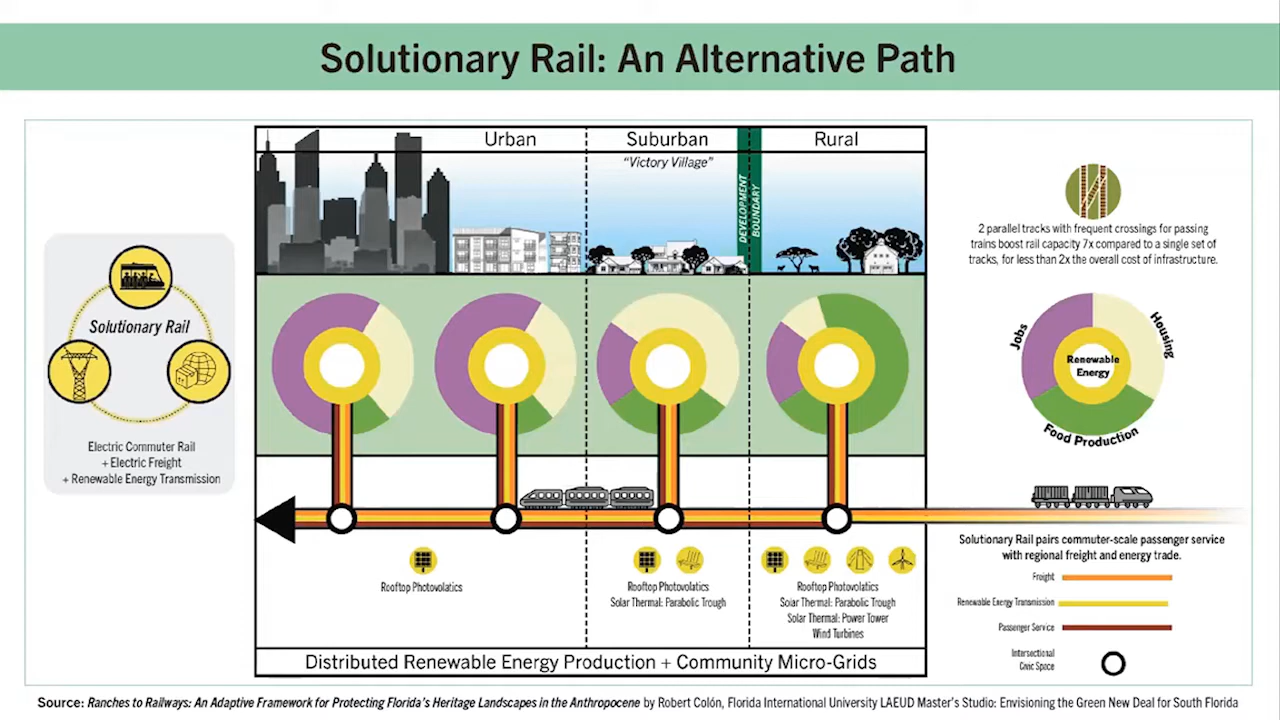 Solutionary Rail: An Alternative Path
Urban
Suburban
Rural
“Victory Village”
DEVELOPMENT
BOUNDARY
Solutionary Rail
Electric Commuter Rail
+ Electric Freight
+ Renewable Energy Transmission
2 parallel tracks with frequent crossings for passing
trains boost rail capacity 7x compared to a single set of
tracks, for less than 2x the overall cost of infrastructure.
Jobs
Housing
Renewable
Energy
Food Production
Solutionary Rail pairs commuter-scale passenger service
with regional freight and energy trade.
Freight
Renewable Energy Transmission
Passenger Service
Intersectional
Civic Space
Rooftop Photovolatics
Rooftop Photovolatics
Solar Thermal: Parabolic Trough
Rooftop Photovolatics
Solar Thermal: Parabolic Trough
Solar Thermal: Power Tower
Wind Turbines
Distributed Renewable Energy Production + Community Micro-Grids
Source: Ranches to Railways: An Adaptive Framework for Protecting Florida’s Heritage Landscapes in the Anthropocene by Robert Colón, Florida International University LAEUD Master’s Studio: Envisioning the Green New Deal for South Florida